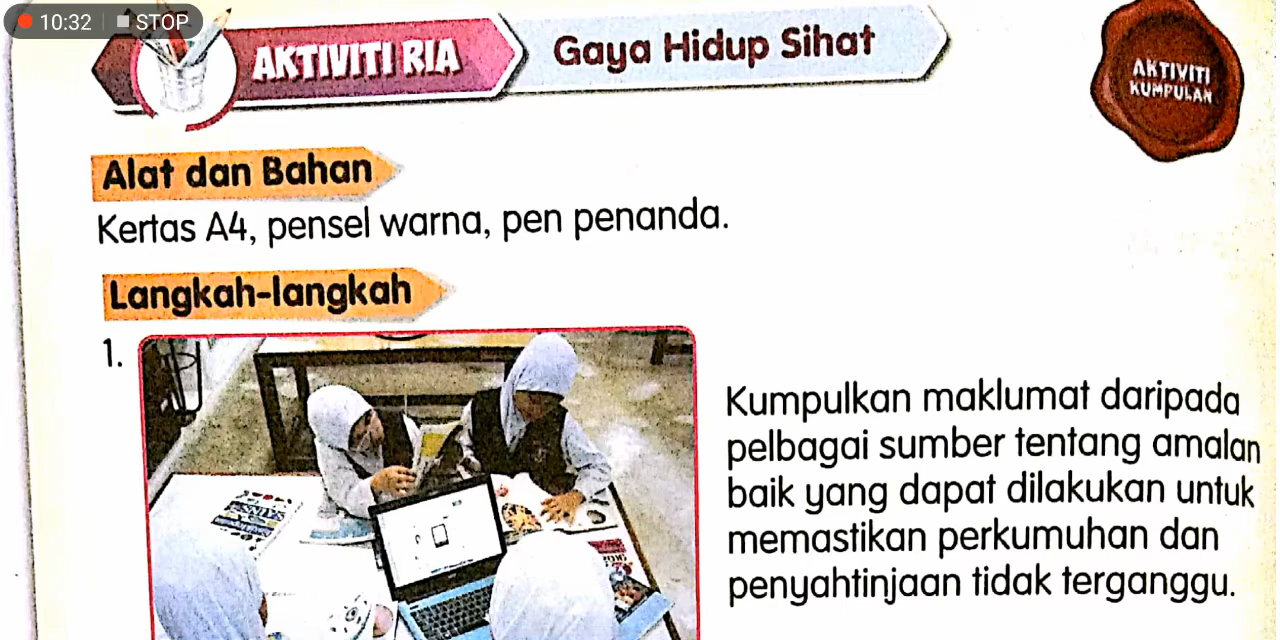 10:32 STOP
AKTIVITI RIA
Gaya Hidup Sihat
AKTIVITI
KUMPULAN
Alat dan Bahan
Kertas A4, pensel warna, pen penanda.
Langkah-langkah
1.
Kumpulkan maklumat daripada
pelbagai sumber tentang amalan
baik yang dapat dilakukan untuk
memastikan perkumuhan dan
penyahtinjaan tidak terganggu.